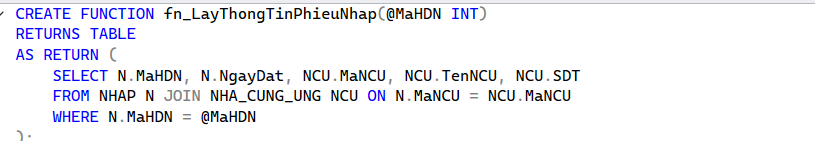 CREATE FUNCTION fn_LayThongTinPhieuNhap(@MaHDN INT)
RETURNS TABLE
AS RETURN (
    SELECT N.MaHDN, N.NgayDat, NCU.MaNCU, NCU.TenNCU, NCU.SDT
    FROM NHAP N JOIN NHA_CUNG_UNG NCU ON N.MaNCU = NCU.MaNCU
    WHERE N.MaHDN = @MaHDN
);